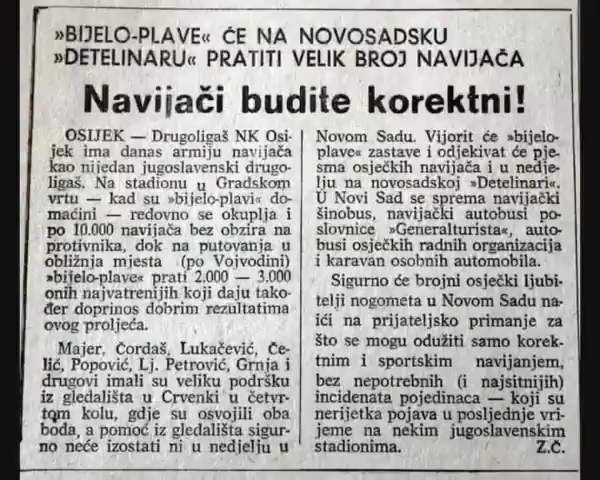 »BIJELO-PLAVE« ĆE NA NOVOSADSKU
»DETELINARU« PRATITI VELIK BROJ NAVIJAČA
Navijači budite korektni!
OSIJEK — Drugoligaš NK Osi-
jek ima danas armiju navijača
kao nijedan jugoslavenski drugo-
ligaš. Na stadionu u Gradskom
vrtu — kad su »bijelo-plavi« do-
maćini — redovno se okuplja i
po 10.000 navijača bez obzira na
protivnika, dok na putovanja u
obližnja mjesta (po Vojvodini)
»bijelo-plave« prati 2.000 — 3.000
onih najvatrenijih koji daju tako-
đer doprinos dobrim rezultatima
ovog proljeća.
Majer, Čordaš, Lukačević, Če-
lić, Popović, Lj. Petrović, Grnja i
drugovi imali su veliku podršku
iz gledališta u Crvenki u četvr-
tom kolu, gdje su osvojili oba
boda, a pomoć iz gledališta sigur-
no neće izostati ni u nedjelju u
Novom Sadu. Vijorit će »bijelo-
plave« zastave i odjekivat će pje-
sma osječkih navijača i u nedje-
lju na novosadskoj »Detelinari«.
U Novi Sad se sprema navijački
šinobus, navijački autobusi po-
slovnice »Generalturista«, auto-
busi osječkih radnih organizacija
i karavan osobnih automobila.
Sigurno će brojni osječki ljubi-
telji nogometa u Novom Sadu na-
ići na prijateljsko primanje za
što se mogu odužiti samo korek-
tnim i sportskim navijanjem,
bez nepotrebnih (i najsitnijih)
incidenata pojedinaca — koji su
nerijetka pojava u posljednje vri-
jeme na nekim jugoslavenskim
stadionima. Z.Č.